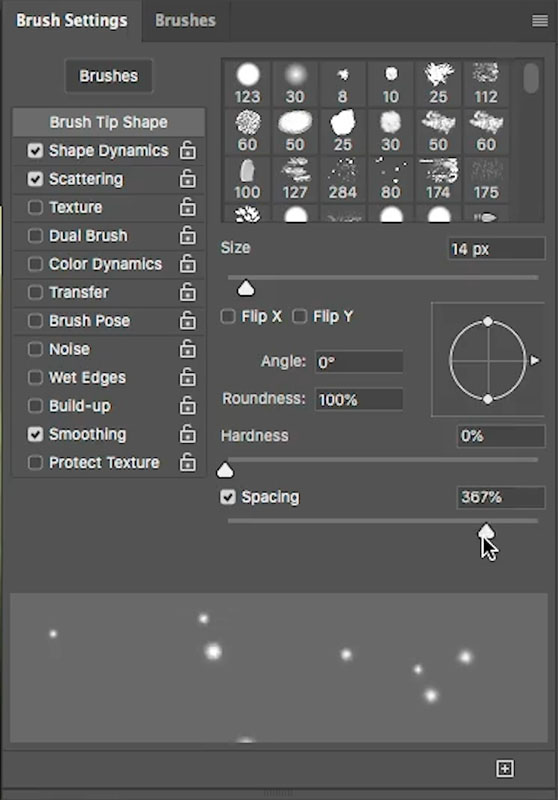 Brush Settings Brushes
Brushes
Brush Tip Shape
Shape Dynamics
Scattering
Texture
Dual Brush
Color Dynamics
Transfer
Brush Pose
Noise
Wet Edges
Build-up
Smoothing
Protect Texture
123 30 8 10 25 112
60 50 25 30 50 60
100 127 284 80 174 175
Size 14 px
Flip X Flip Y
Angle: 0°
Roundness: 100%
Hardness 0%
Spacing 367%